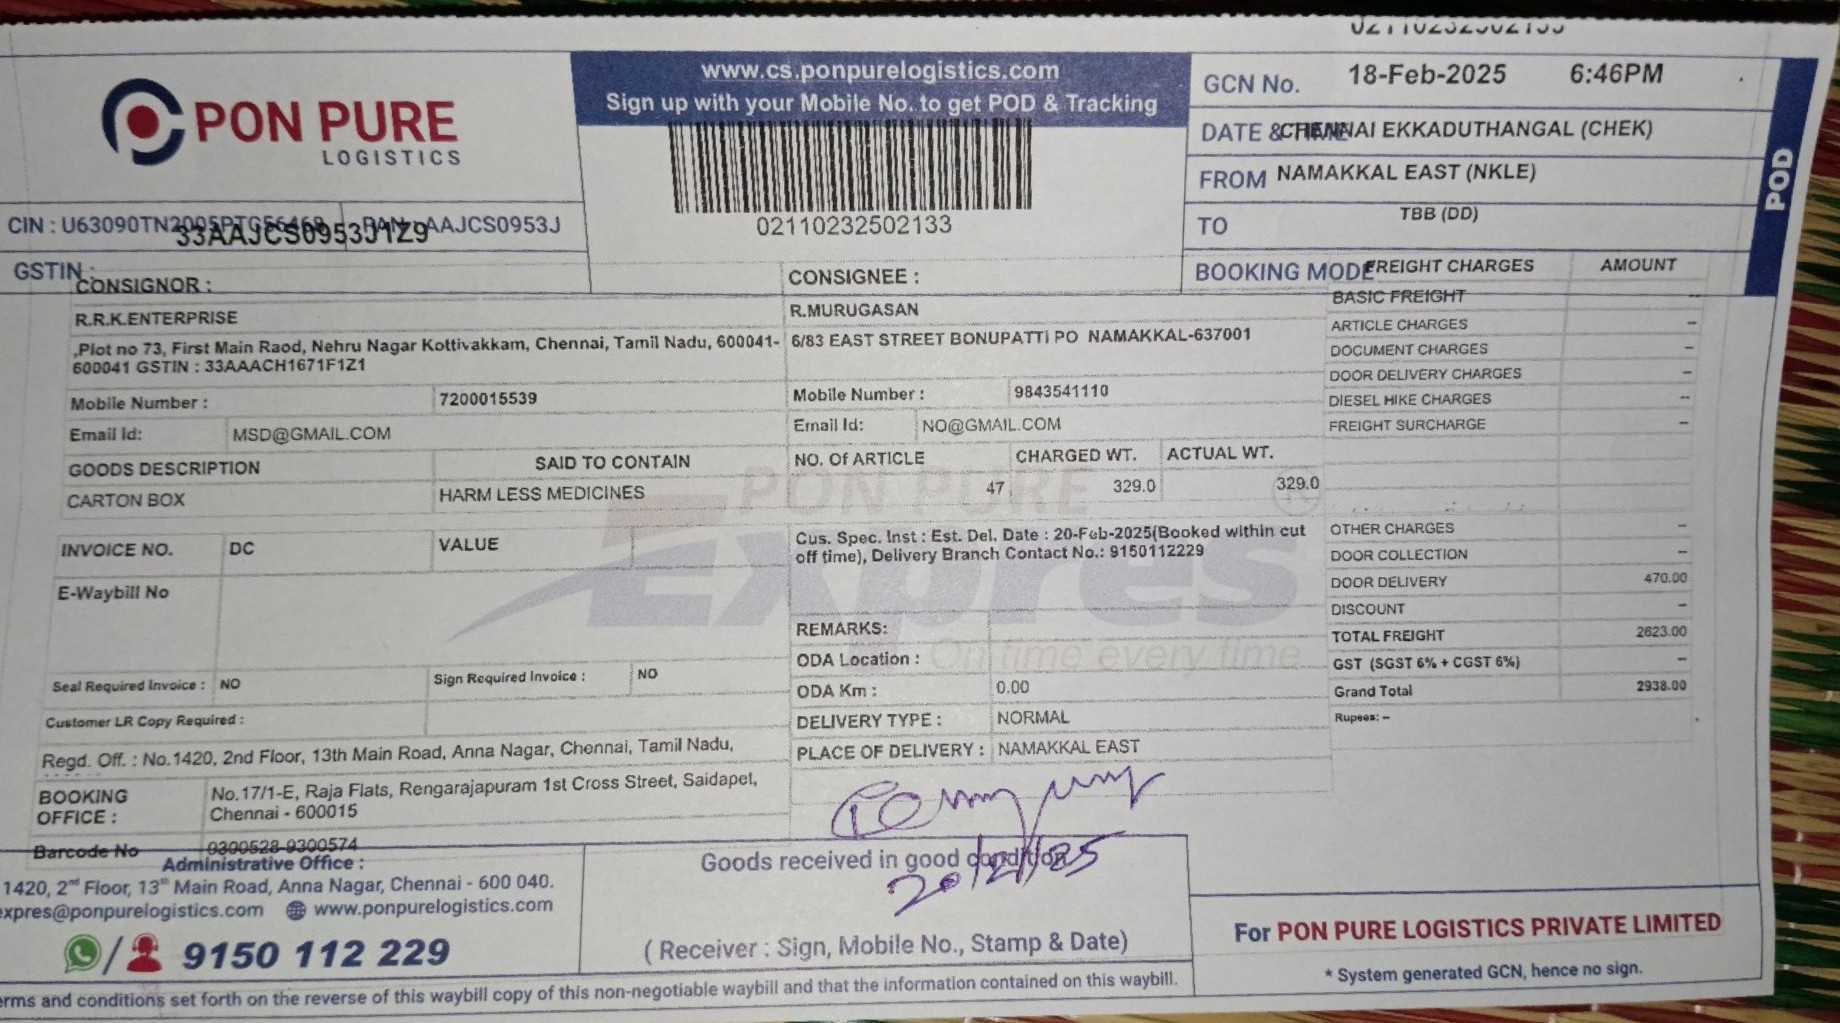 02110232502133
PON PURE
LOGISTICS
www.cs.ponpurelogistics.com
Sign up with your Mobile No. to get POD & Tracking
02110232502133
GCN No. 18-Feb-2025 6:46PM
DATE & CHENNAI EKKADUTHANGAL (CHEK)
FROM NAMAKKAL EAST (NKLE)
TO TBB (DD)
BOOKING MODE
POD
CIN : PAN : AAJCS0953J
33AAJCS0953J1Z9
GSTIN :
CONSIGNOR :
R.R.K.ENTERPRISE
,Plot no 73, First Main Raod, Nehru Nagar Kottivakkam, Chennai, Tamil Nadu, 600041-
600041 GSTIN : 33AAACH1671F1Z1
Mobile Number : 7200015539
Email Id: MSD@GMAIL.COM
GOODS DESCRIPTION SAID TO CONTAIN
CARTON BOX HARM LESS MEDICINES
INVOICE NO. DC VALUE
E-Waybill No
Seal Required Invoice : NO Sign Required Invoice : NO
Customer LR Copy Required :
Regd. Off. : No.1420, 2nd Floor, 13th Main Road, Anna Nagar, Chennai, Tamil Nadu,
BOOKING OFFICE : No.17/1-E, Raja Flats, Rengarajapuram 1st Cross Street, Saidapet,
Chennai - 600015
Barcode No 9300528-9300574
CONSIGNEE :
R.MURUGASAN
6/83 EAST STREET BONUPATTI PO NAMAKKAL-637001
Mobile Number : 9843541110
Email Id: NO@GMAIL.COM
NO. Of ARTICLE CHARGED WT. ACTUAL WT.
47 329.0 329.0
Cus. Spec. Inst : Est. Del. Date : 20-Feb-2025(Booked within cut
off time), Delivery Branch Contact No.: 9150112229
REMARKS:
ODA Location :
ODA Km : 0.00
DELIVERY TYPE : NORMAL
PLACE OF DELIVERY : NAMAKKAL EAST
PON PURE
Expres
On time every time
FREIGHT CHARGES AMOUNT
BASIC FREIGHT --
ARTICLE CHARGES --
DOCUMENT CHARGES --
DOOR DELIVERY CHARGES --
DIESEL HIKE CHARGES --
FREIGHT SURCHARGE --
OTHER CHARGES --
DOOR COLLECTION --
DOOR DELIVERY 470.00
DISCOUNT --
TOTAL FREIGHT 2623.00
GST (SGST 6% + CGST 6%) --
Grand Total 2938.00
Rupees: --
Administrative Office :
1420, 2nd Floor, 13th Main Road, Anna Nagar, Chennai - 600 040.
expres@ponpurelogistics.com www.ponpurelogistics.com
/ 9150 112 229
Goods received in good condition
20/2/25
( Receiver : Sign, Mobile No., Stamp & Date)
For PON PURE LOGISTICS PRIVATE LIMITED
* System generated GCN, hence no sign.
and conditions set forth on the reverse of this waybill copy of this non-negotiable waybill and that the information contained on this waybill.